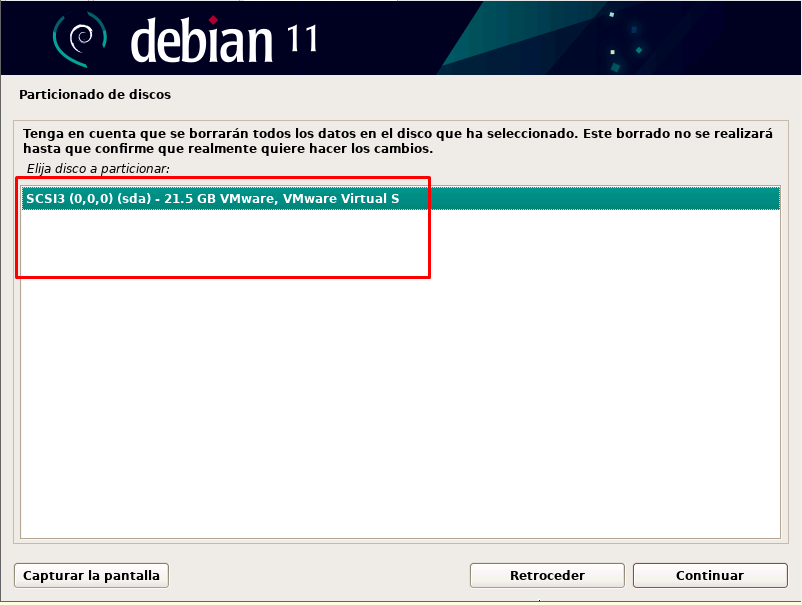 debian 11
Particionado de discos
Tenga en cuenta que se borrarán todos los datos en el disco que ha seleccionado. Este borrado no se realizará
hasta que confirme que realmente quiere hacer los cambios.
Elija disco a particionar:
SCSI3 (0,0,0) (sda) - 21.5 GB VMware, VMware Virtual S
Capturar la pantalla
Retroceder
Continuar